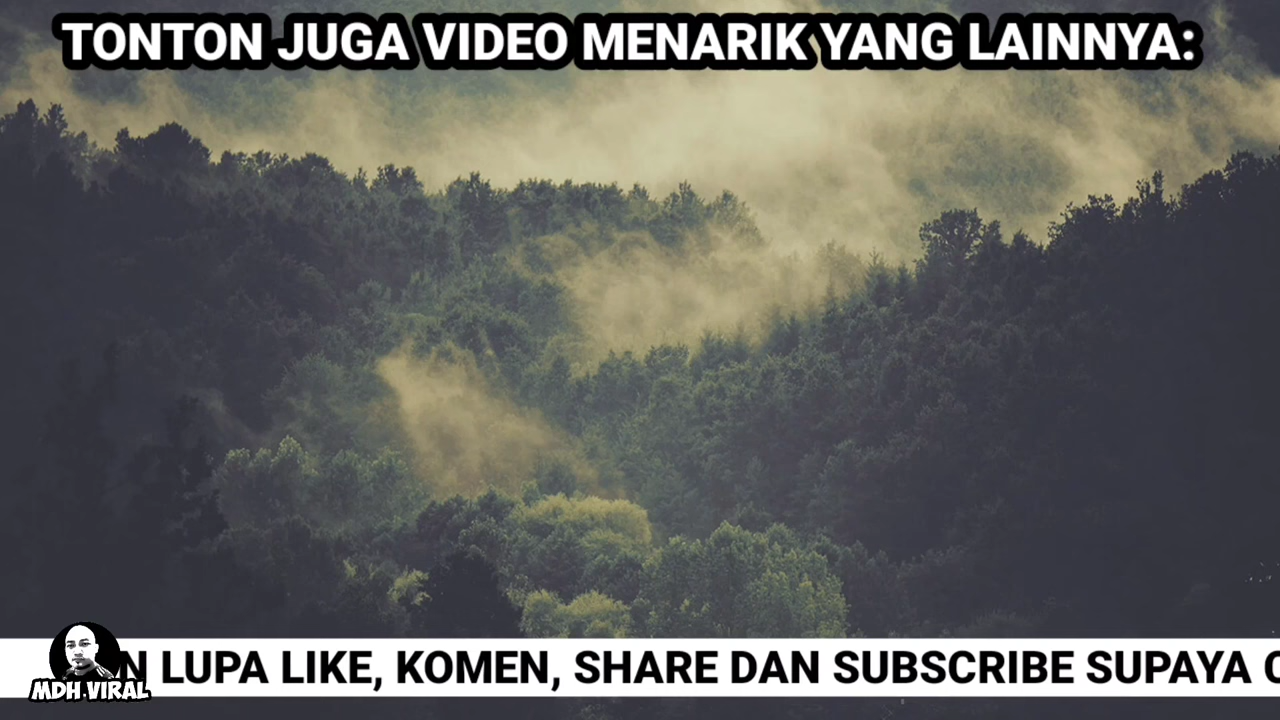 TONTON JUGA VIDEO MENARIK YANG LAINNYA:
N LUPA LIKE, KOMEN, SHARE DAN SUBSCRIBE SUPAYA C
MDH VIRAL